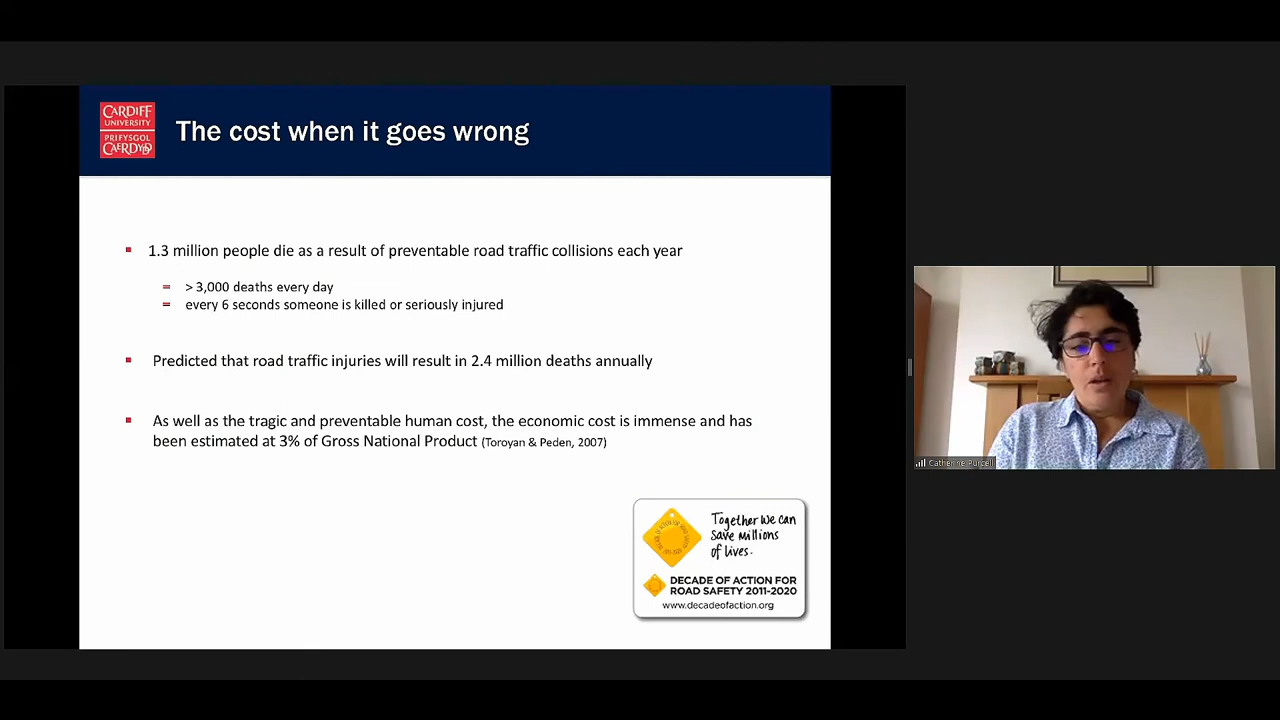 CARDIFF
UNIVERSITY
PRIFYSGOL
CAERDYDD
The cost when it goes wrong
1.3 million people die as a result of preventable road traffic collisions each year
> 3,000 deaths every day
every 6 seconds someone is killed or seriously injured
Predicted that road traffic injuries will result in 2.4 million deaths annually
As well as the tragic and preventable human cost, the economic cost is immense and has
been estimated at 3% of Gross National Product (Toroyan & Peden, 2007)
Together we can
save millions
of lives.
DECADE OF ACTION FOR
ROAD SAFETY 2011-2020
www.decadeofaction.org
Catherine Purcell